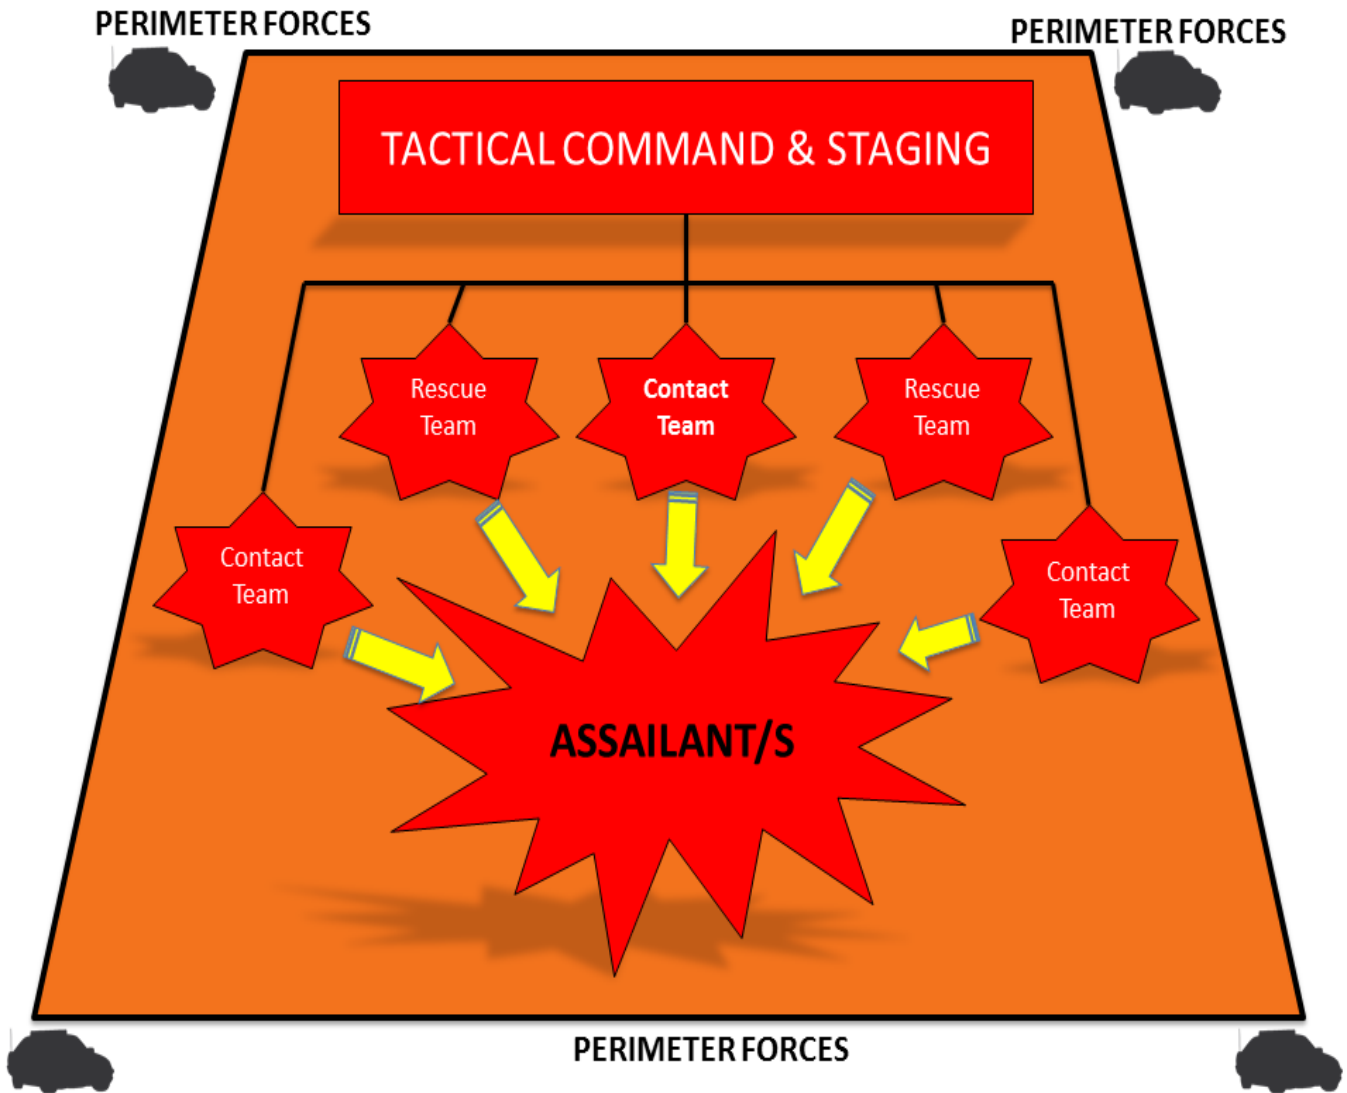 PERIMETER FORCES
PERIMETER FORCES
TACTICAL COMMAND & STAGING
Rescue
Team
Contact
Team
Rescue
Team
Contact
Team
Contact
Team
ASSAILANT/S
PERIMETER FORCES